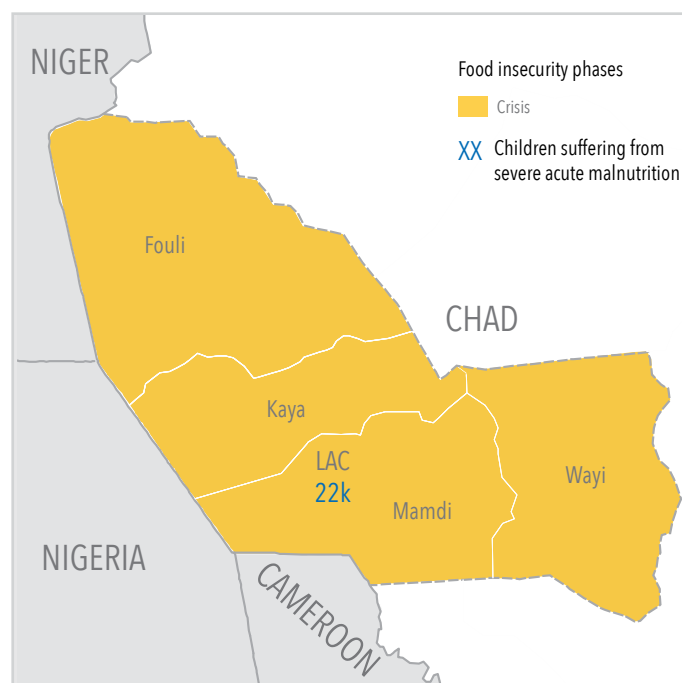 NIGER
Food insecurity phases
Crisis
XX Children suffering from
severe acute malnutrition
Fouli
CHAD
Kaya
LAC
22k
Wayi
Mamdi
NIGERIA
CAMEROON